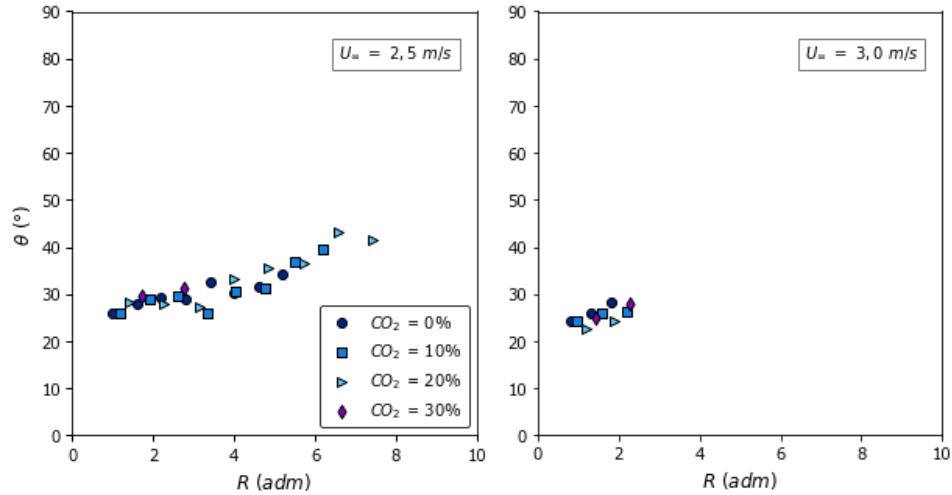 90
80
70
60
50
40
30
20
10
0
θ (°)
U∞ = 2,5 m/s
CO2 = 0%
CO2 = 10%
CO2 = 20%
CO2 = 30%
0 2 4 6 8 10
R (adm)
90
80
70
60
50
40
30
20
10
0
U∞ = 3,0 m/s
0 2 4 6 8 10
R (adm)